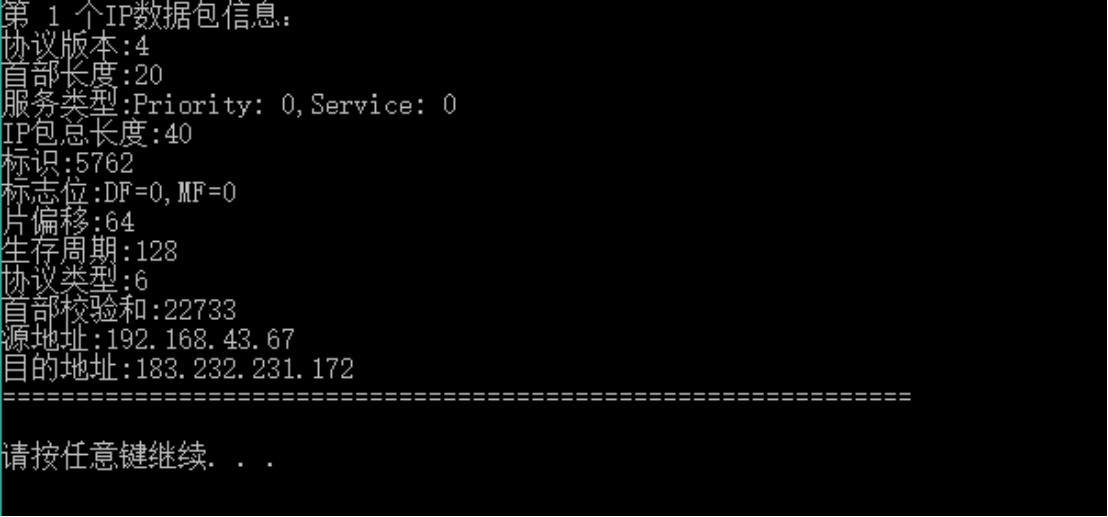 第 1 个IP数据包信息：
协议版本:4
首部长度:20
服务类型:Priority: 0,Service: 0
IP包总长度:40
标识:5762
标志位:DF=0,MF=0
片偏移:64
生存周期:128
协议类型:6
首部校验和:22733
源地址:192.168.43.67
目的地址:183.232.231.172
==============================================================
请按任意键继续. . .